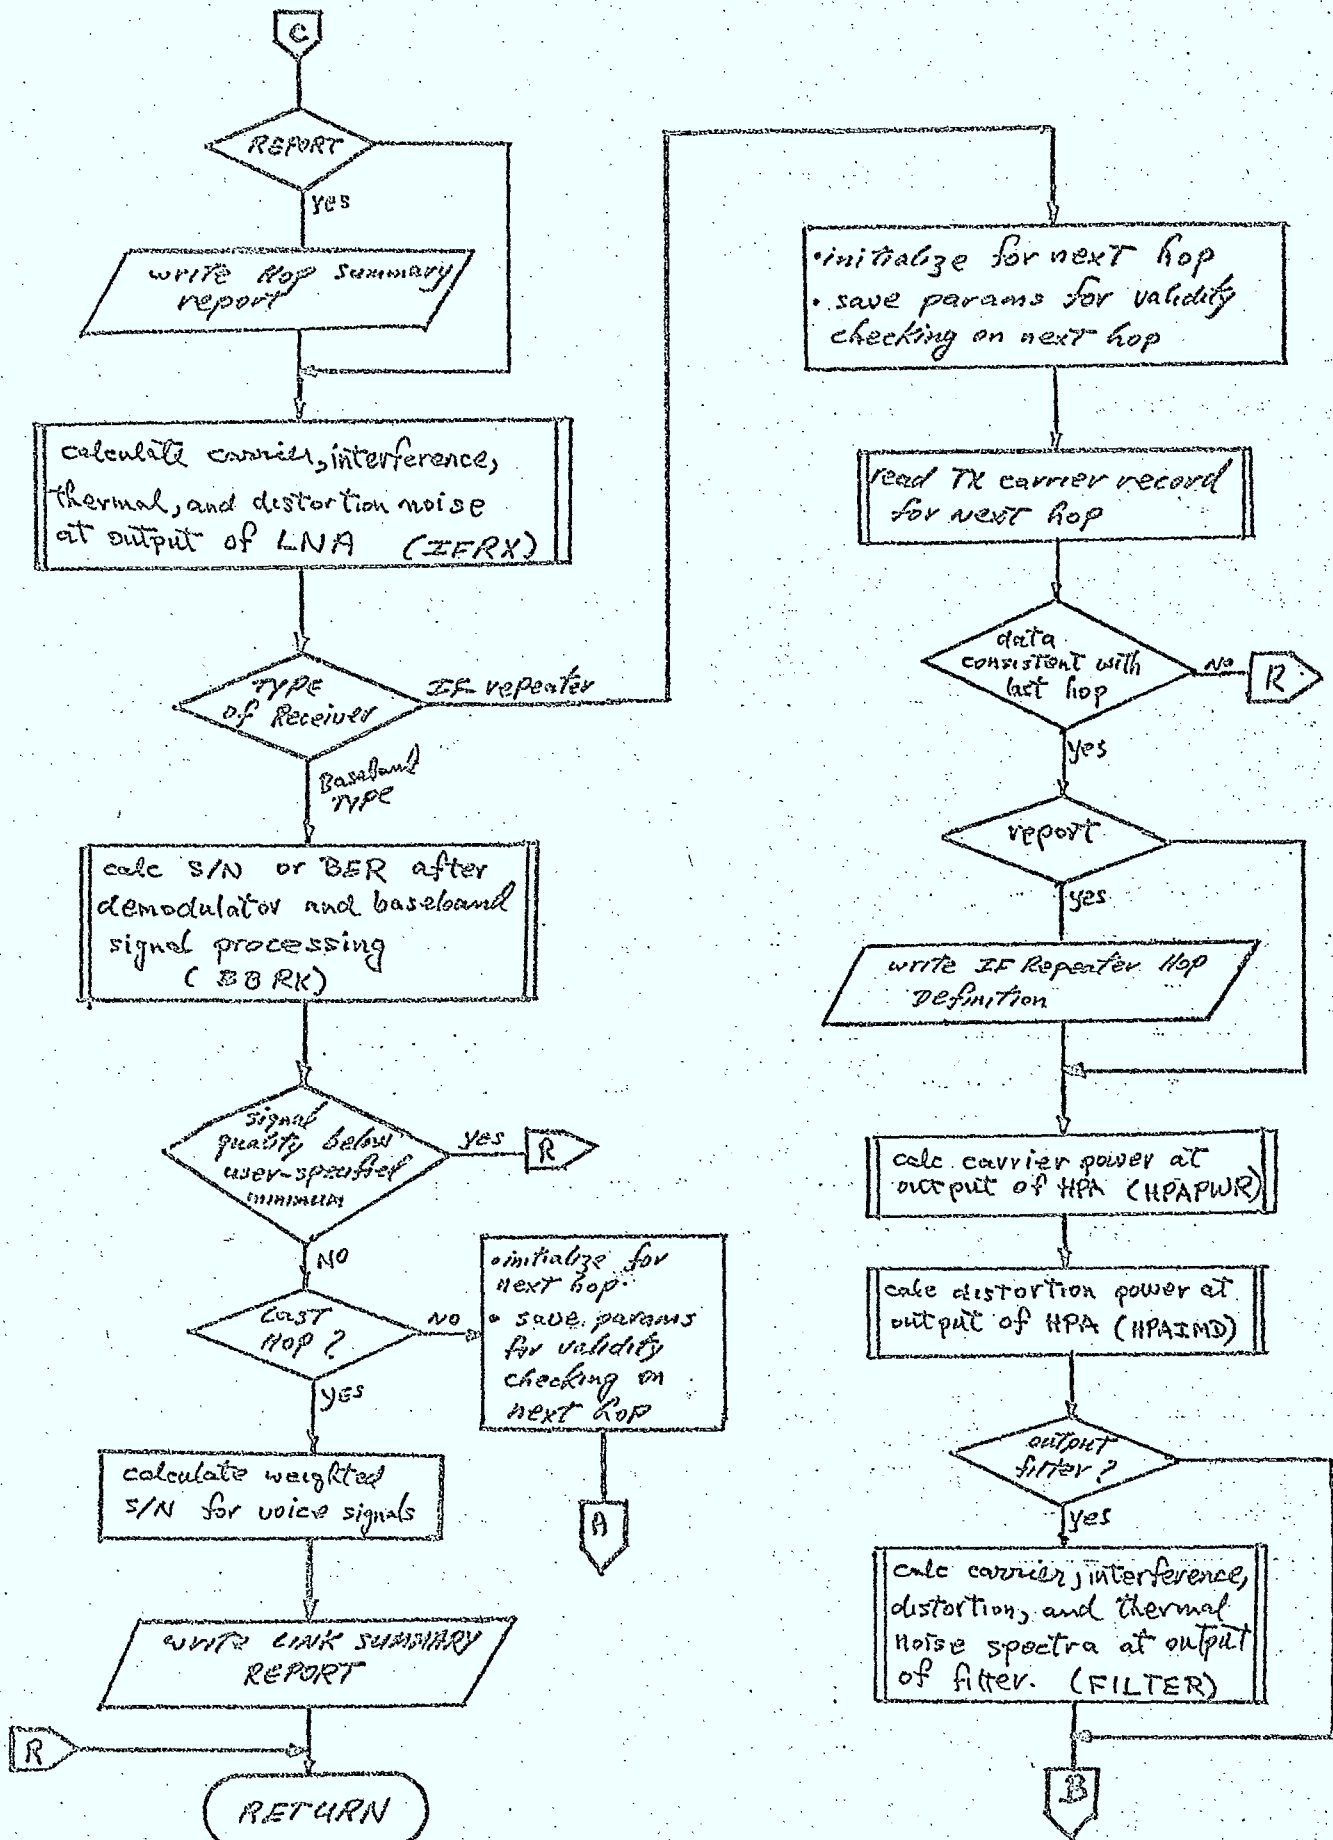 C
REPORT
yes
write Hop summary
report
calculate carrier, interference,
thermal, and distortion noise
at output of LNA (IFRX)
TYPE
of Receiver
IF-repeater
Baseband
TYPE
calc S/N or BER after
demodulator and baseband
signal processing
(BBRX)
signal
quality below
user-specified
minimum
yes
R
NO
LAST
HOP?
NO
• initialize for
next hop.
• save params
for validity
checking on
next hop
A
YES
calculate weighted
S/N for voice signals
WRITE LINK SUMMARY
REPORT
R
RETURN
• initialize for next hop
• save params for validity
checking on next hop
read TX carrier record
for next hop
data
consistent with
last hop
NO
R
yes
report
yes
write IF Repeater Hop
Definition
calc carrier power at
output of HPA (HPAPWR)
calc distortion power at
output of HPA (HPAIMD)
output
filter?
yes
calc carrier, interference,
distortion, and thermal
noise spectra at output
of filter. (FILTER)
B